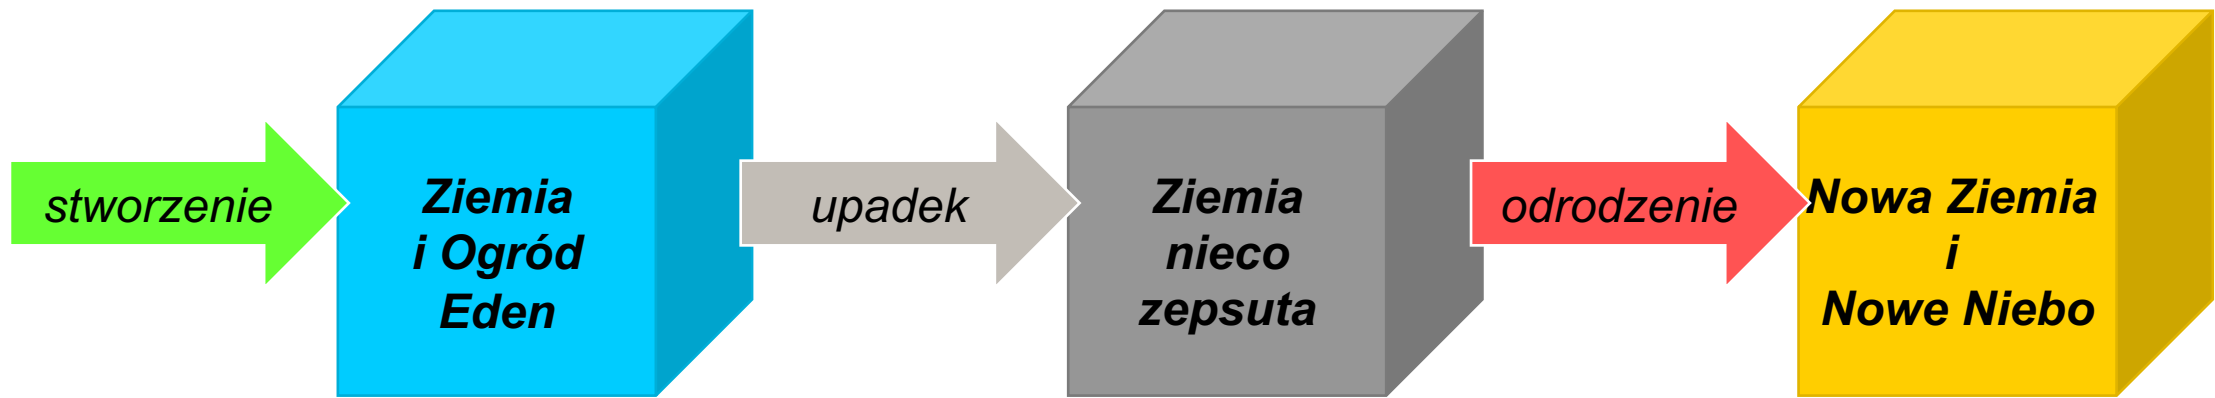 stworzenie
Ziemia
i Ogród
Eden
upadek
Ziemia
nieco
zepsuta
odrodzenie
Nowa Ziemia
i
Nowe Niebo